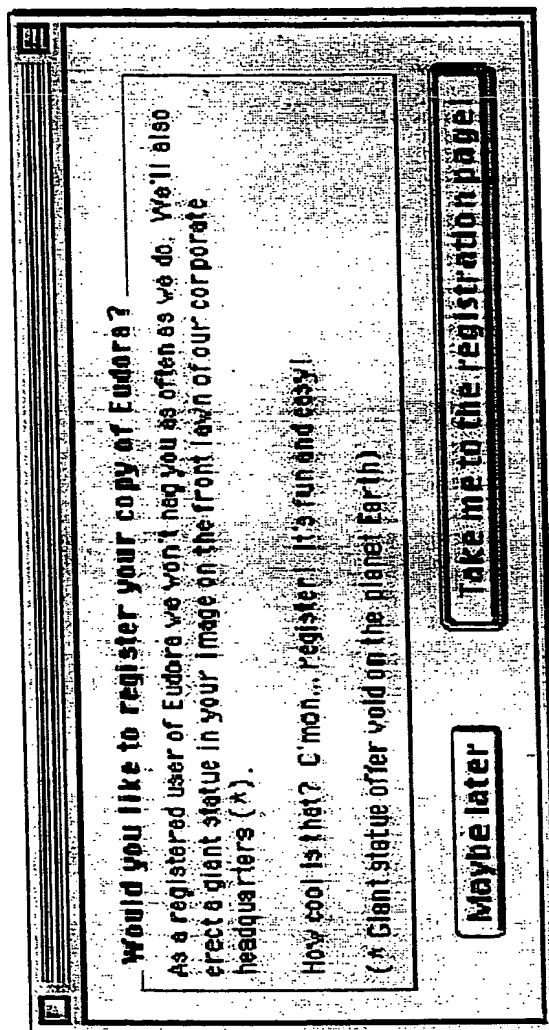 Would you like to register your copy of Eudora?
As a registered user of Eudora we won't nag you as often as we do. We'll also
erect a giant statue in your image on the front lawn of our corporate
headquarters (*).
How cool is that? C'mon... register! It's fun and easy!
(* Giant statue offer void on the planet Earth)
Maybe later
Take me to the registration page!